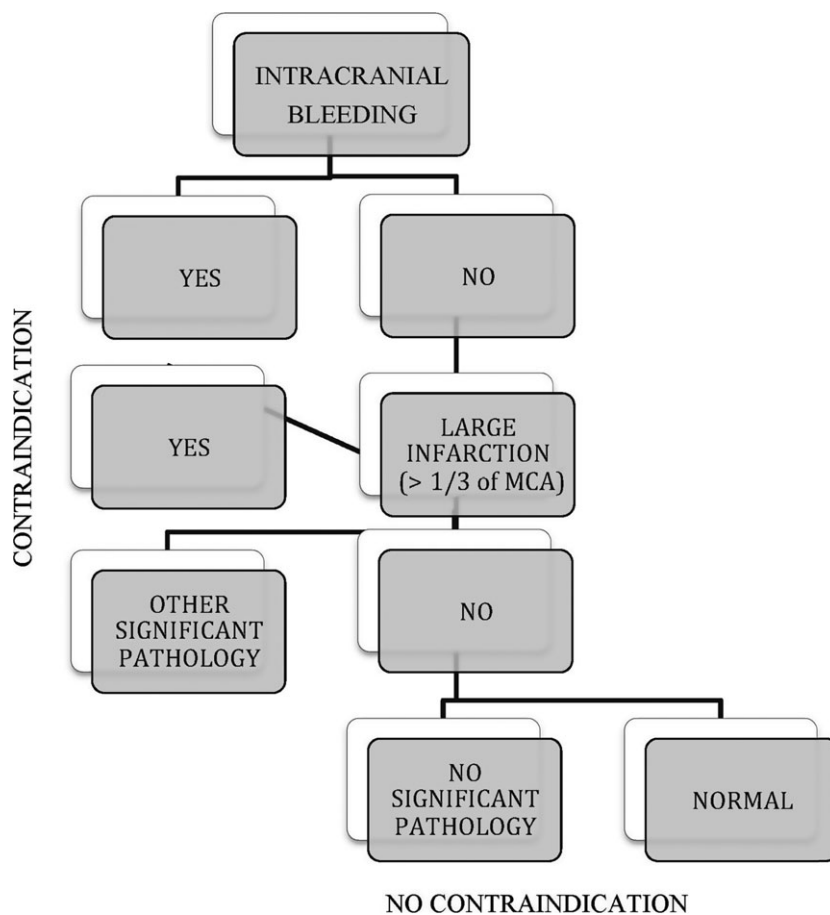 INTRACRANIAL
BLEEDING
YES
NO
CONTRAINDICATION
YES
LARGE
INFARCTION
(> 1/3 of MCA)
OTHER
SIGNIFICANT
PATHOLOGY
NO
NO
SIGNIFICANT
PATHOLOGY
NORMAL
NO CONTRAINDICATION